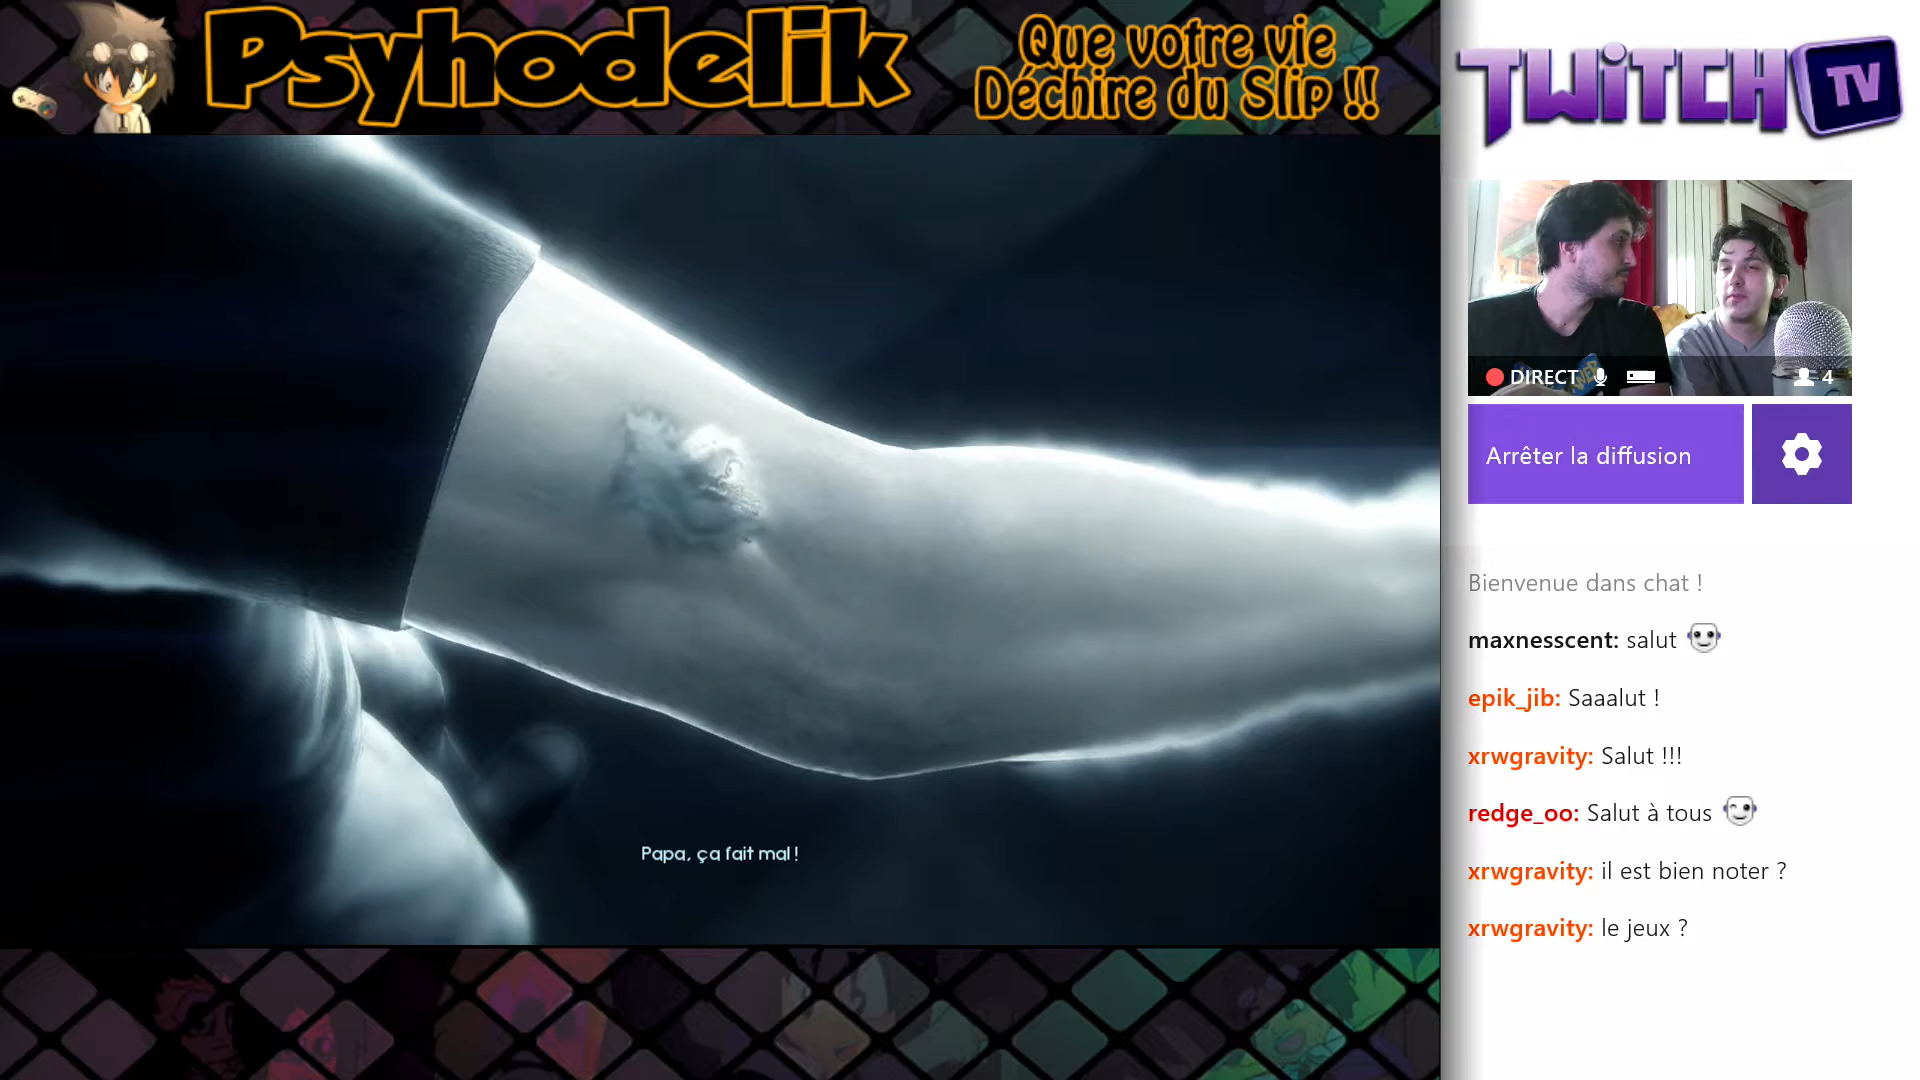 Psyhodelik
Que votre vie
Déchire du Slip !!
TWiTCH TV
DIRECT
4
Arrêter la diffusion
Bienvenue dans chat !
maxnesscent: salut
epik_jib: Saaalut !
xrwgravity: Salut !!!
redge_oo: Salut à tous
xrwgravity: il est bien noter ?
xrwgravity: le jeux ?
Papa, ça fait mal !